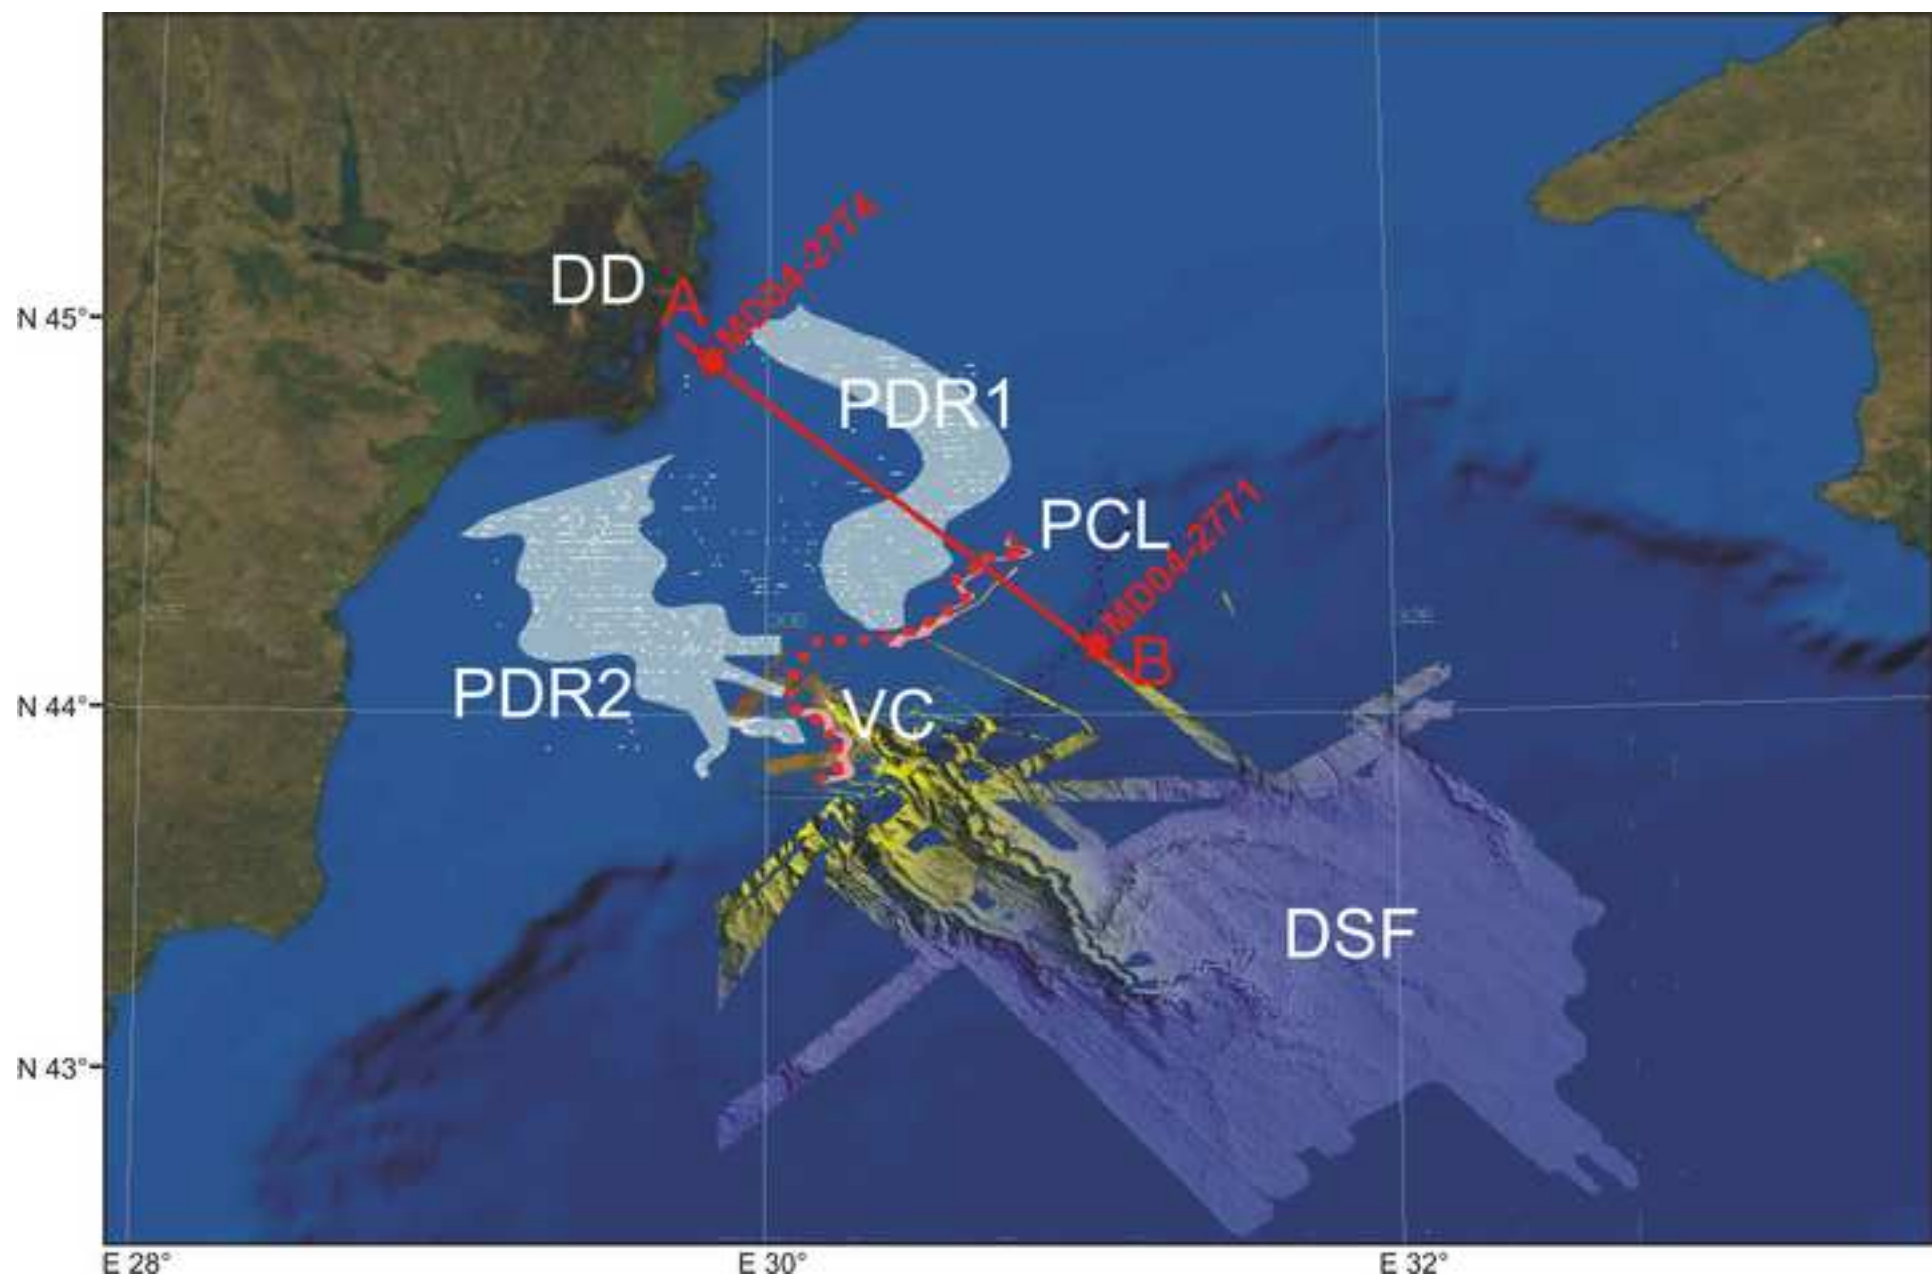 MD04-2774
DD
A
N 45°
PDR1
PCL
MD04-2771
B
PDR2
VC
N 44°
DSF
N 43°
E 28°
E 30°
E 32°